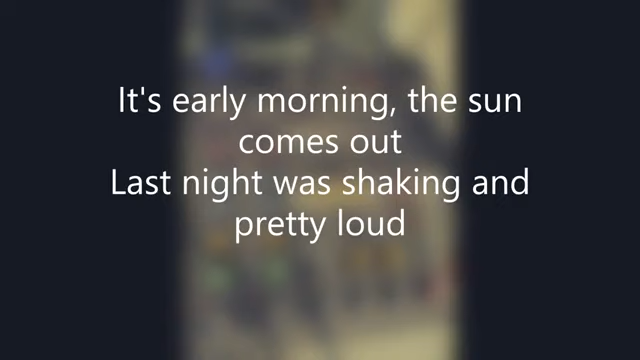 It's early morning, the sun
comes out
Last night was shaking and
pretty loud